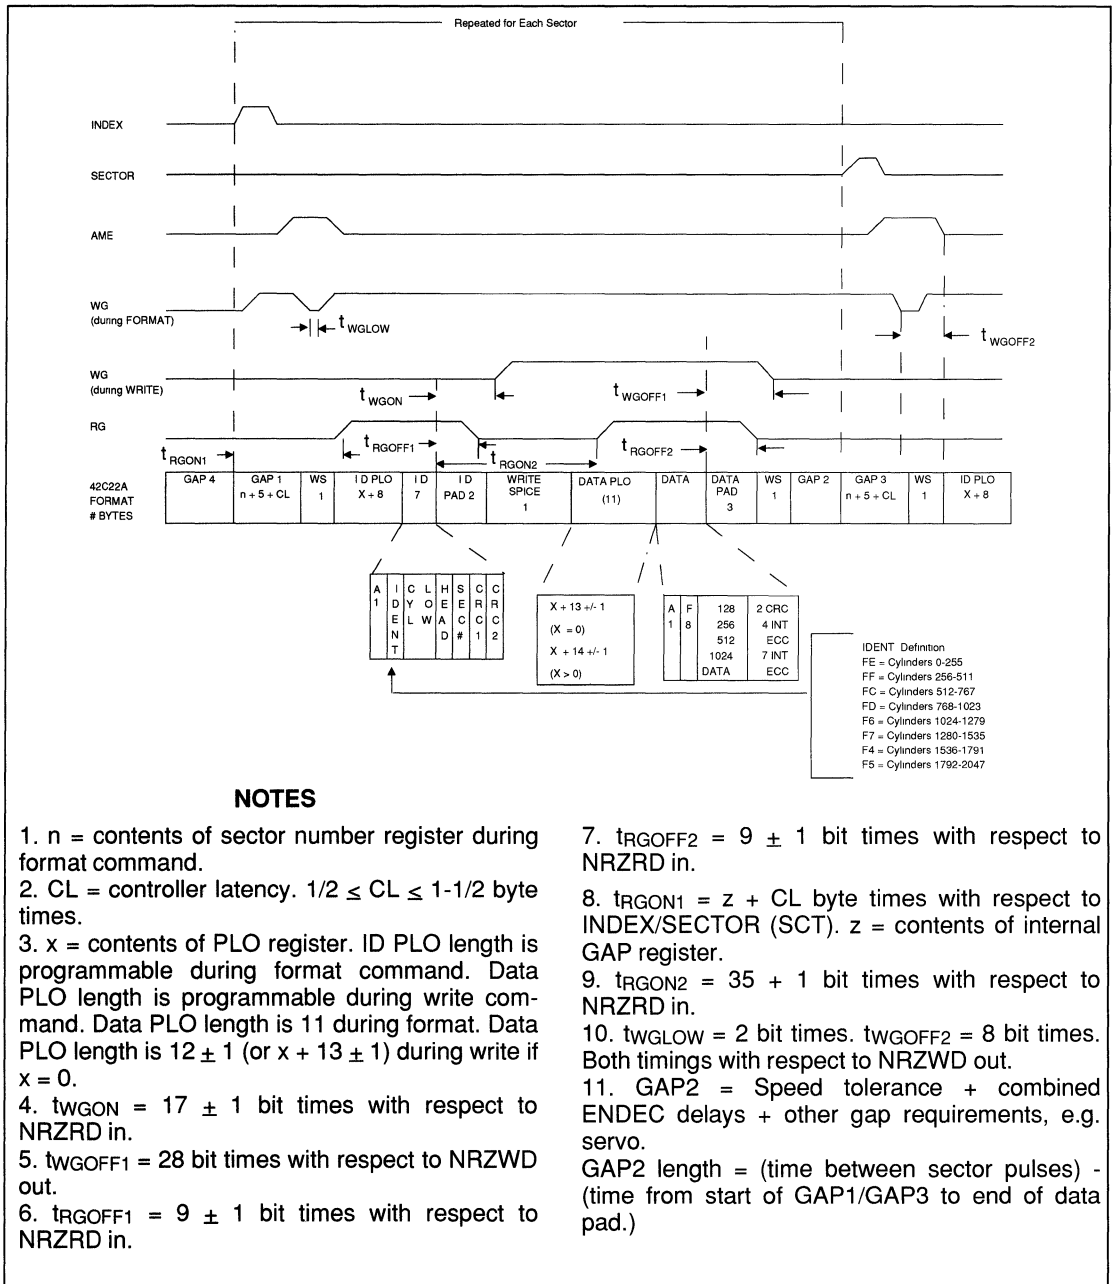 Repeated for Each Sector
INDEX
SECTOR
AME
WG
(during FORMAT)
t WGLOW
t WGOFF2
WG
(during WRITE)
t WGON
t WGOFF1
RG
t RGON1
t RGOFF1
t RGON2
t RGOFF2
42C22A
FORMAT
# BYTES
GAP 4
GAP 1
n + 5 + CL
WS
1
ID PLO
X + 8
ID
7
ID
PAD 2
WRITE
SPICE
1
DATA PLO
(11)
DATA
DATA
PAD
3
WS
1
GAP 2
GAP 3
n + 5 + CL
WS
1
ID PLO
X + 8
A1
IDENT
CYL
LOW
HEAD
SEC#
CRC1
CRC2
X + 13 +/- 1
(X = 0)
X + 14 +/- 1
(X > 0)
A1
F8
128
256
512
1024
DATA
2 CRC
4 INT
ECC
7 INT
ECC
IDENT Definition
FE = Cylinders 0-255
FF = Cylinders 256-511
FC = Cylinders 512-767
FD = Cylinders 768-1023
F6 = Cylinders 1024-1279
F7 = Cylinders 1280-1535
F4 = Cylinders 1536-1791
F5 = Cylinders 1792-2047
NOTES
1. n = contents of sector number register during
format command.
2. CL = controller latency. 1/2 ≤ CL ≤ 1-1/2 byte
times.
3. x = contents of PLO register. ID PLO length is
programmable during format command. Data
PLO length is programmable during write com-
mand. Data PLO length is 11 during format. Data
PLO length is 12 ± 1 (or x + 13 ± 1) during write if
x = 0.
4. tWGON = 17 ± 1 bit times with respect to
NRZRD in.
5. tWGOFF1 = 28 bit times with respect to NRZWD
out.
6. tRGOFF1 = 9 ± 1 bit times with respect to
NRZRD in.
7. tRGOFF2 = 9 ± 1 bit times with respect to
NRZRD in.
8. tRGON1 = z + CL byte times with respect to
INDEX/SECTOR (SCT). z = contents of internal
GAP register.
9. tRGON2 = 35 + 1 bit times with respect to
NRZRD in.
10. tWGLOW = 2 bit times. tWGOFF2 = 8 bit times.
Both timings with respect to NRZWD out.
11. GAP2 = Speed tolerance + combined
ENDEC delays + other gap requirements, e.g.
servo.
GAP2 length = (time between sector pulses) -
(time from start of GAP1/GAP3 to end of data
pad.)